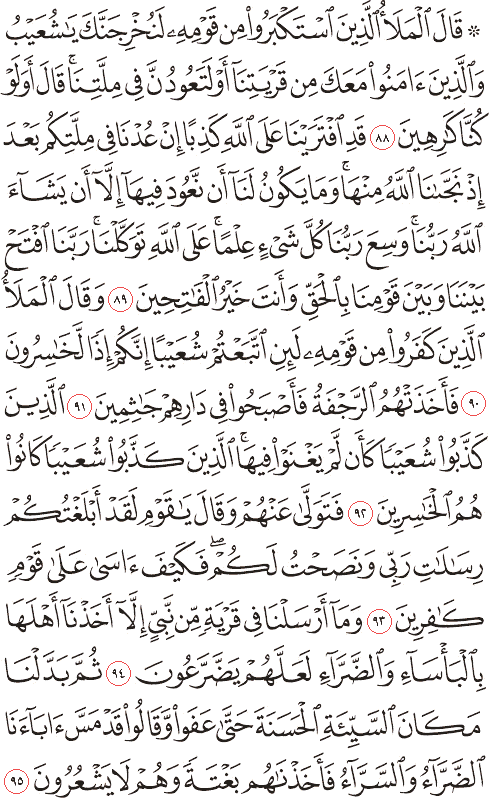 ۞ قَالَ ٱلْمَلَأُ ٱلَّذِينَ ٱسْتَكْبَرُوا۟ مِن قَوْمِهِۦ لَنُخْرِجَنَّكَ يَـٰشُعَيْبُ
وَٱلَّذِينَ ءَامَنُوا۟ مَعَكَ مِن قَرْيَتِنَآ أَوْ لَتَعُودُنَّ فِى مِلَّتِنَا ۚ قَالَ أَوَلَوْ
كُنَّا كَـٰرِهِينَ ٨٨ قَدِ ٱفْتَرَيْنَا عَلَى ٱللَّهِ كَذِبًا إِنْ عُدْنَا فِى مِلَّتِكُم بَعْدَ
إِذْ نَجَّىٰنَا ٱللَّهُ مِنْهَا ۚ وَمَا يَكُونُ لَنَآ أَن نَّعُودَ فِيهَآ إِلَّآ أَن يَشَآءَ
ٱللَّهُ رَبُّنَا ۚ وَسِعَ رَبُّنَا كُلَّ شَىْءٍ عِلْمًا ۚ عَلَى ٱللَّهِ تَوَكَّلْنَا ۚ رَبَّنَا ٱفْتَحْ
بَيْنَنَا وَبَيْنَ قَوْمِنَا بِٱلْحَقِّ وَأَنتَ خَيْرُ ٱلْفَـٰتِحِينَ ٨٩ وَقَالَ ٱلْمَلَأُ
ٱلَّذِينَ كَفَرُوا۟ مِن قَوْمِهِۦ لَئِنِ ٱتَّبَعْتُمْ شُعَيْبًا إِنَّكُمْ إِذًا لَّخَـٰسِرُونَ
٩٠ فَأَخَذَتْهُمُ ٱلرَّجْفَةُ فَأَصْبَحُوا۟ فِى دَارِهِمْ جَـٰثِمِينَ ٩١ ٱلَّذِينَ
كَذَّبُوا۟ شُعَيْبًا كَأَن لَّمْ يَغْنَوْا۟ فِيهَا ۚ ٱلَّذِينَ كَذَّبُوا۟ شُعَيْبًا كَانُوا۟
هُمُ ٱلْخَـٰسِرِينَ ٩٢ فَتَوَلَّىٰ عَنْهُمْ وَقَالَ يَـٰقَوْمِ لَقَدْ أَبْلَغْتُكُمْ
رِسَـٰلَـٰتِ رَبِّى وَنَصَحْتُ لَكُمْ ۖ فَكَيْفَ ءَاسَىٰ عَلَىٰ قَوْمٍ
كَـٰفِرِينَ ٩٣ وَمَآ أَرْسَلْنَا فِى قَرْيَةٍ مِّن نَّبِىٍّ إِلَّآ أَخَذْنَآ أَهْلَهَا
بِٱلْبَأْسَآءِ وَٱلضَّرَّآءِ لَعَلَّهُمْ يَضَّرَّعُونَ ٩٤ ثُمَّ بَدَّلْنَا
مَكَانَ ٱلسَّيِّئَةِ ٱلْحَسَنَةَ حَتَّىٰ عَفَوا۟ وَّقَالُوا۟ قَدْ مَسَّ ءَابَآءَنَا
ٱلضَّرَّآءُ وَٱلسَّرَّآءُ فَأَخَذْنَـٰهُم بَغْتَةً وَهُمْ لَا يَشْعُرُونَ ٩٥